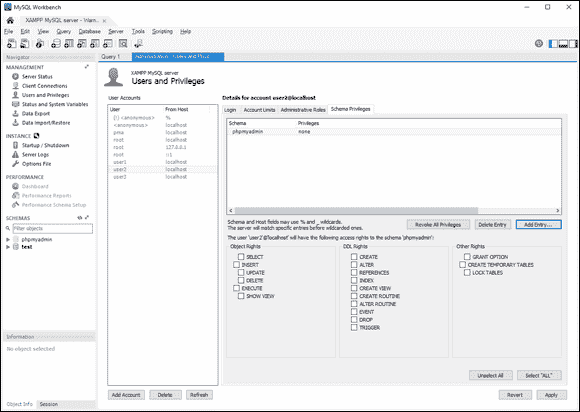 MySQL Workbench
XAMPP MySQL server - Warn...
File Edit View Query Database Server Tools Scripting Help
Navigator
MANAGEMENT
Server Status
Client Connections
Users and Privileges
Status and System Variables
Data Export
Data Import/Restore
INSTANCE
Startup / Shutdown
Server Logs
Options File
PERFORMANCE
Dashboard
Performance Reports
Performance Schema Setup
SCHEMAS
Filter objects
phpmyadmin
test
Information
No object selected
Object Info Session
Query 1
XAMPP MySQL server
Users and Privileges
User Accounts
User From Host
(!) <anonymous> %
<anonymous> localhost
pma localhost
root localhost
root 127.0.0.1
root ::1
user1 localhost
user2 localhost
user3 localhost
Add Account Delete Refresh
Details for account user2@localhost
Login Account Limits Administrative Roles Schema Privileges
Schema Privileges
phpmyadmin none
Schema and Host fields may use % and _ wildcards.
The server will match specific entries before wildcarded ones.
Revoke All Privileges Delete Entry Add Entry...
The user 'user2'@'localhost' will have the following access rights to the schema 'phpmyadmin':
Object Rights
SELECT
INSERT
UPDATE
DELETE
EXECUTE
SHOW VIEW
DDL Rights
CREATE
ALTER
REFERENCES
INDEX
CREATE VIEW
CREATE ROUTINE
ALTER ROUTINE
EVENT
DROP
TRIGGER
Other Rights
GRANT OPTION
CREATE TEMPORARY TABLES
LOCK TABLES
Unselect All Select "ALL"
Revert Apply